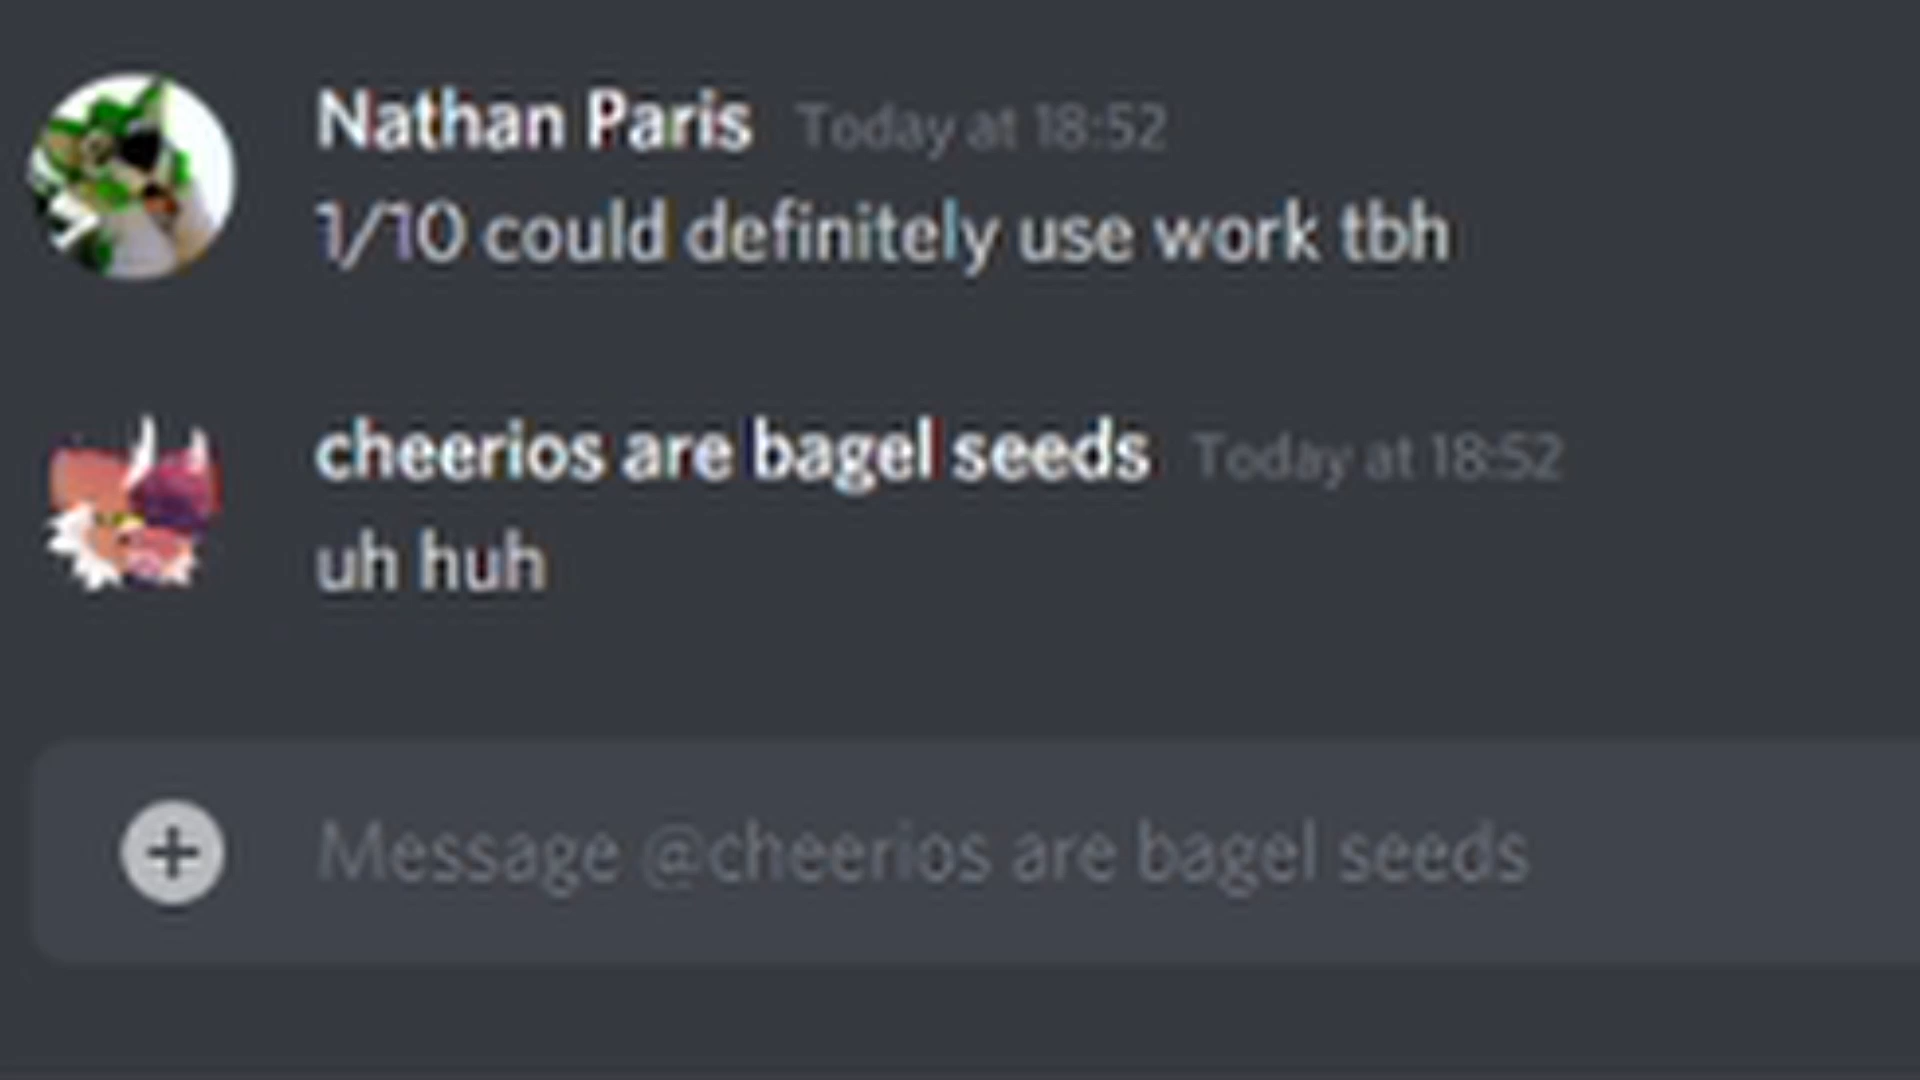 Nathan Paris Today at 18:52
1/10 could definitely use work tbh
cheerios are bagel seeds Today at 18:52
uh huh
Message @cheerios are bagel seeds